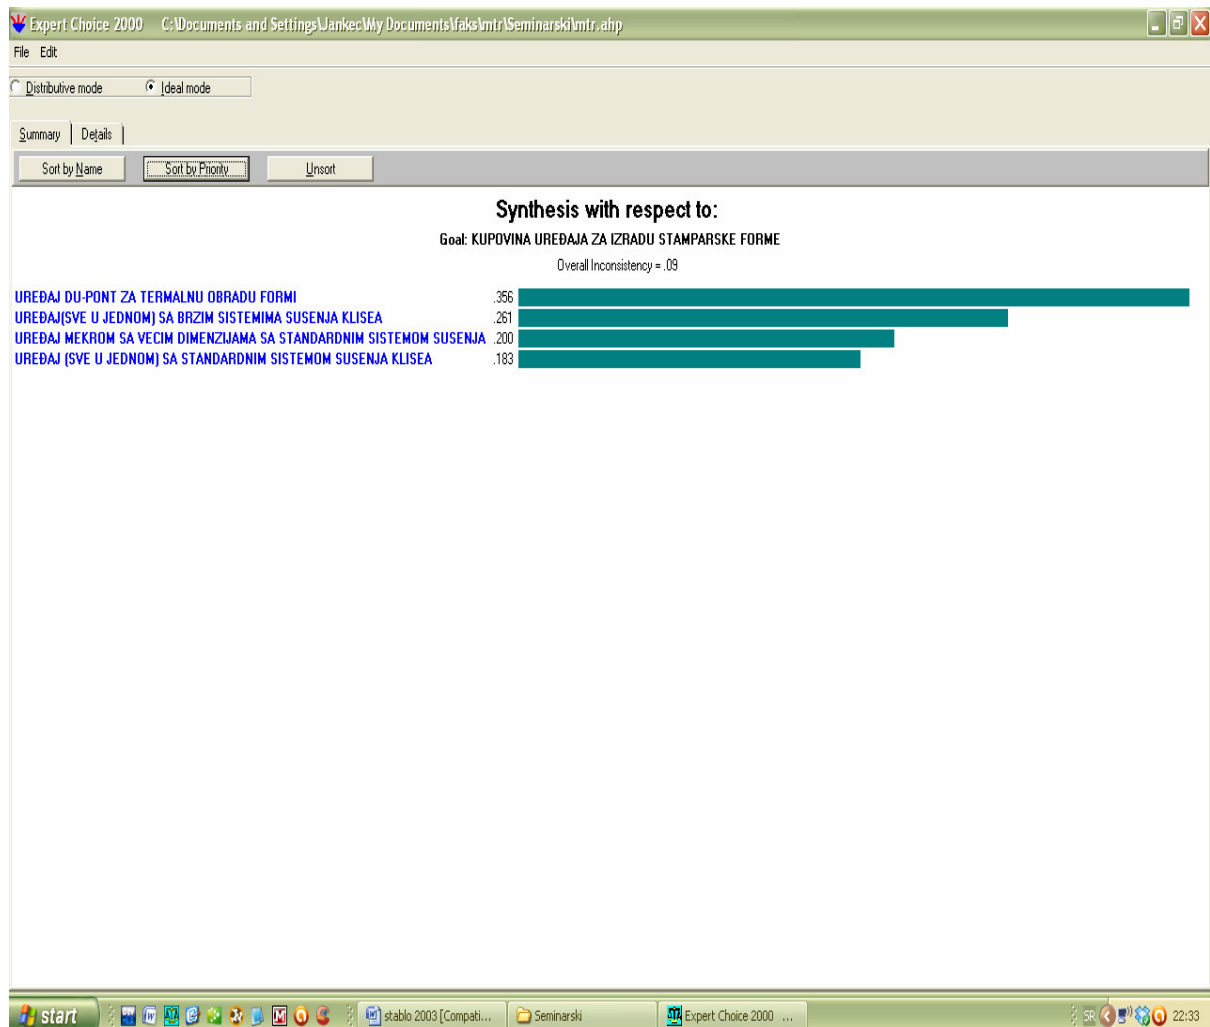 Expert Choice 2000 C:\Documents and Settings\Jankec\My Documents\faks\mtr\Seminarski\mtr.ahp
File Edit
Distributive mode Ideal mode
Summary Details
Sort by Name Sort by Priority Unsort
Synthesis with respect to:
Goal: KUPOVINA UREĐAJA ZA IZRADU STAMPARSKE FORME
Overall Inconsistency = .09
UREĐAJ DU-PONT ZA TERMALNU OBRADU FORMI .356
UREĐAJ(SVE U JEDNOM) SA BRZIM SISTEMIMA SUSENJA KLISEA .261
UREĐAJ MEKROM SA VECIM DIMENZIJAMA SA STANDARDNIM SISTEMOM SUSENJA .200
UREĐAJ (SVE U JEDNOM) SA STANDARDNIM SISTEMOM SUSENJA KLISEA .183
start stablo 2003 [Compati... Seminarski Expert Choice 2000 ... SR 22:33